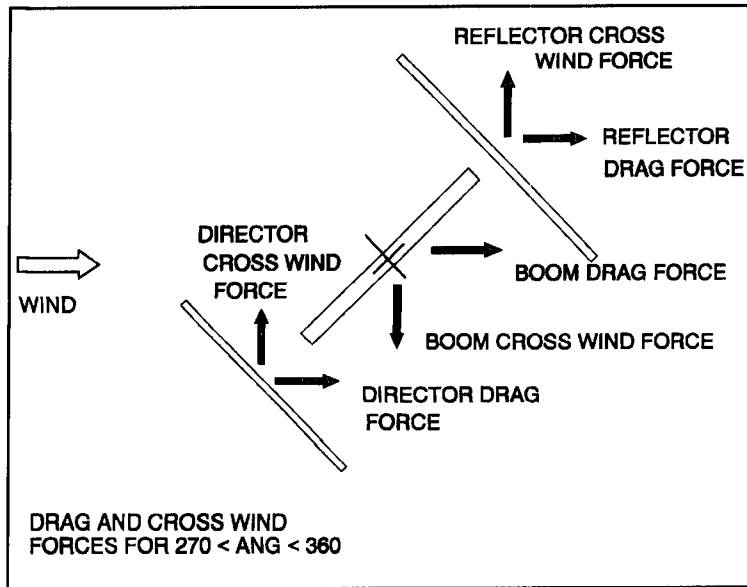 REFLECTOR CROSS
WIND FORCE
REFLECTOR
DRAG FORCE
DIRECTOR
CROSS WIND
FORCE
BOOM DRAG FORCE
WIND
BOOM CROSS WIND FORCE
DIRECTOR DRAG
FORCE
DRAG AND CROSS WIND
FORCES FOR 270 < ANG < 360